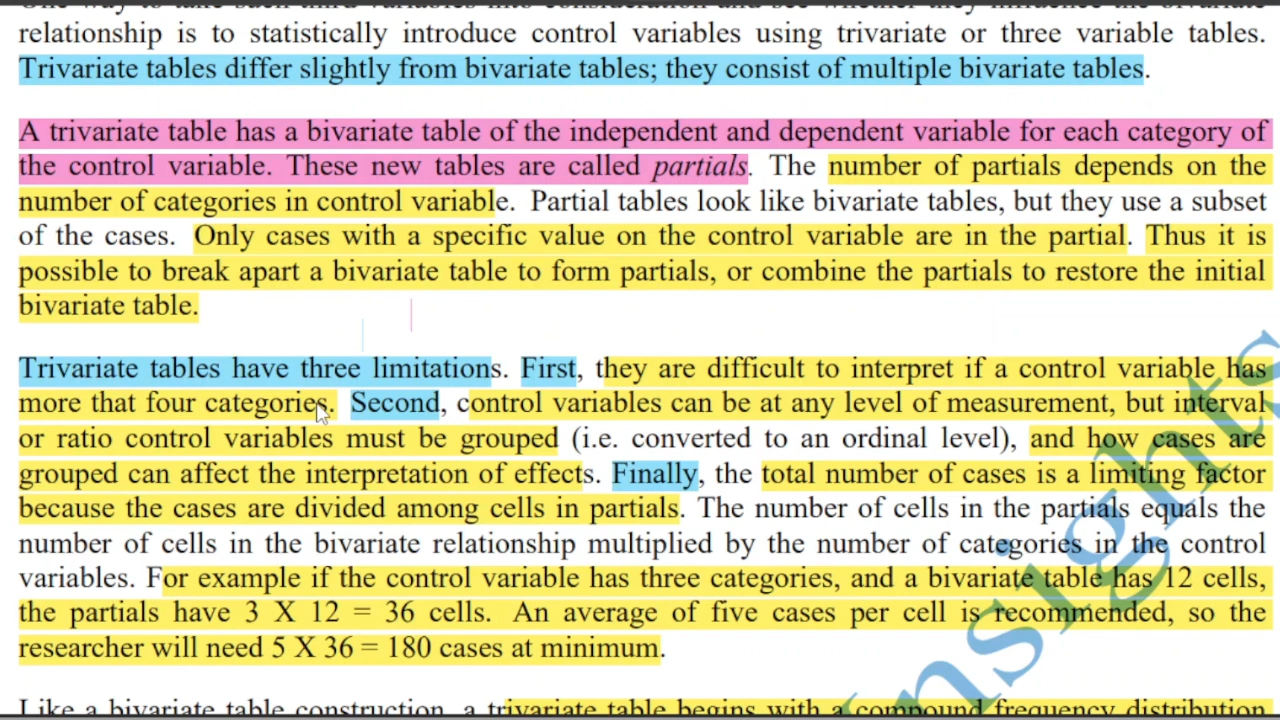 relationship is to statistically introduce control variables using trivariate or three variable tables.
Trivariate tables differ slightly from bivariate tables; they consist of multiple bivariate tables.
A trivariate table has a bivariate table of the independent and dependent variable for each category of
the control variable. These new tables are called partials. The number of partials depends on the
number of categories in control variable. Partial tables look like bivariate tables, but they use a subset
of the cases. Only cases with a specific value on the control variable are in the partial. Thus it is
possible to break apart a bivariate table to form partials, or combine the partials to restore the initial
bivariate table.
Trivariate tables have three limitations. First, they are difficult to interpret if a control variable has
more that four categories. Second, control variables can be at any level of measurement, but interval
or ratio control variables must be grouped (i.e. converted to an ordinal level), and how cases are
grouped can affect the interpretation of effects. Finally, the total number of cases is a limiting factor
because the cases are divided among cells in partials. The number of cells in the partials equals the
number of cells in the bivariate relationship multiplied by the number of categories in the control
variables. For example if the control variable has three categories, and a bivariate table has 12 cells,
the partials have 3 X 12 = 36 cells. An average of five cases per cell is recommended, so the
researcher will need 5 X 36 = 180 cases at minimum.
Like a bivariate table construction, a trivariate table begins with a compound frequency distribution
Insights